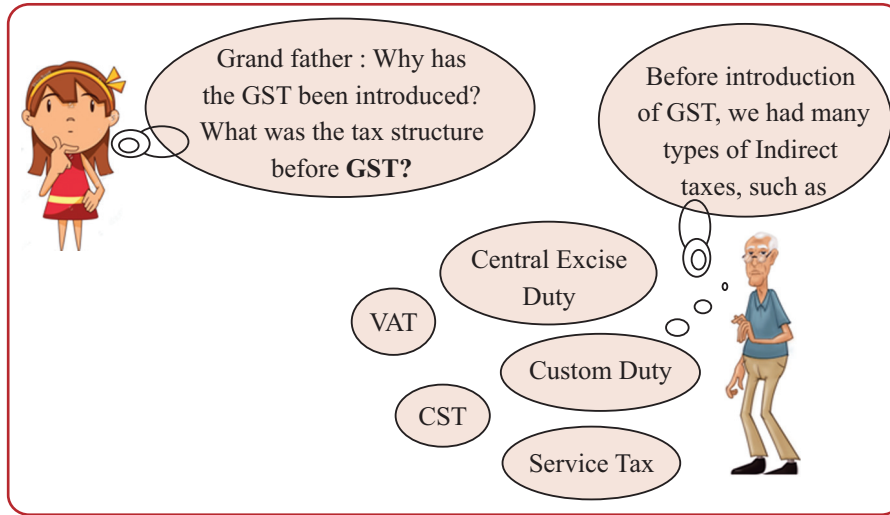 Grand father : Why has
the GST been introduced?
What was the tax structure
before GST?
Before introduction
of GST, we had many
types of Indirect
taxes, such as
Central Excise
Duty
VAT
Custom Duty
CST
Service Tax